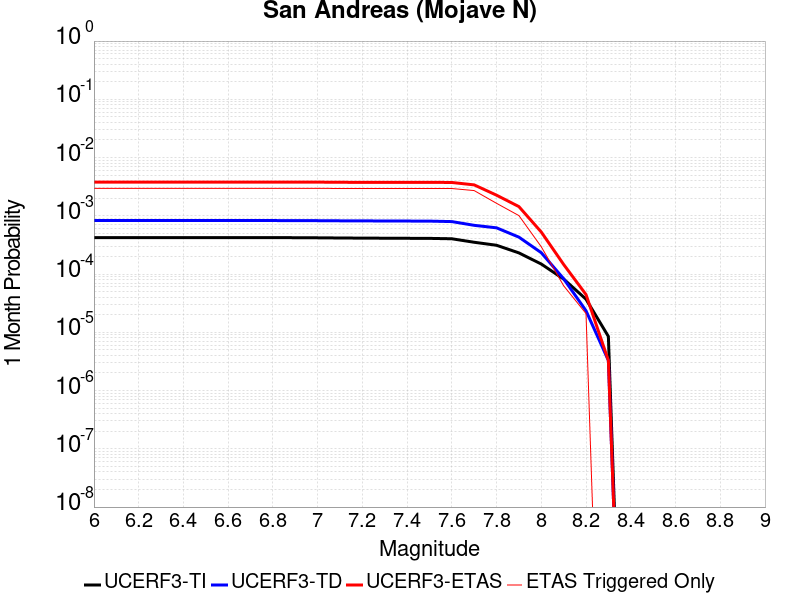 San Andreas (Mojave N)
1 Month Probability
10^0
10^-1
10^-2
10^-3
10^-4
10^-5
10^-6
10^-7
10^-8
6 6.2 6.4 6.6 6.8 7 7.2 7.4 7.6 7.8 8 8.2 8.4 8.6 8.8 9
Magnitude
UCERF3-TI UCERF3-TD UCERF3-ETAS ETAS Triggered Only